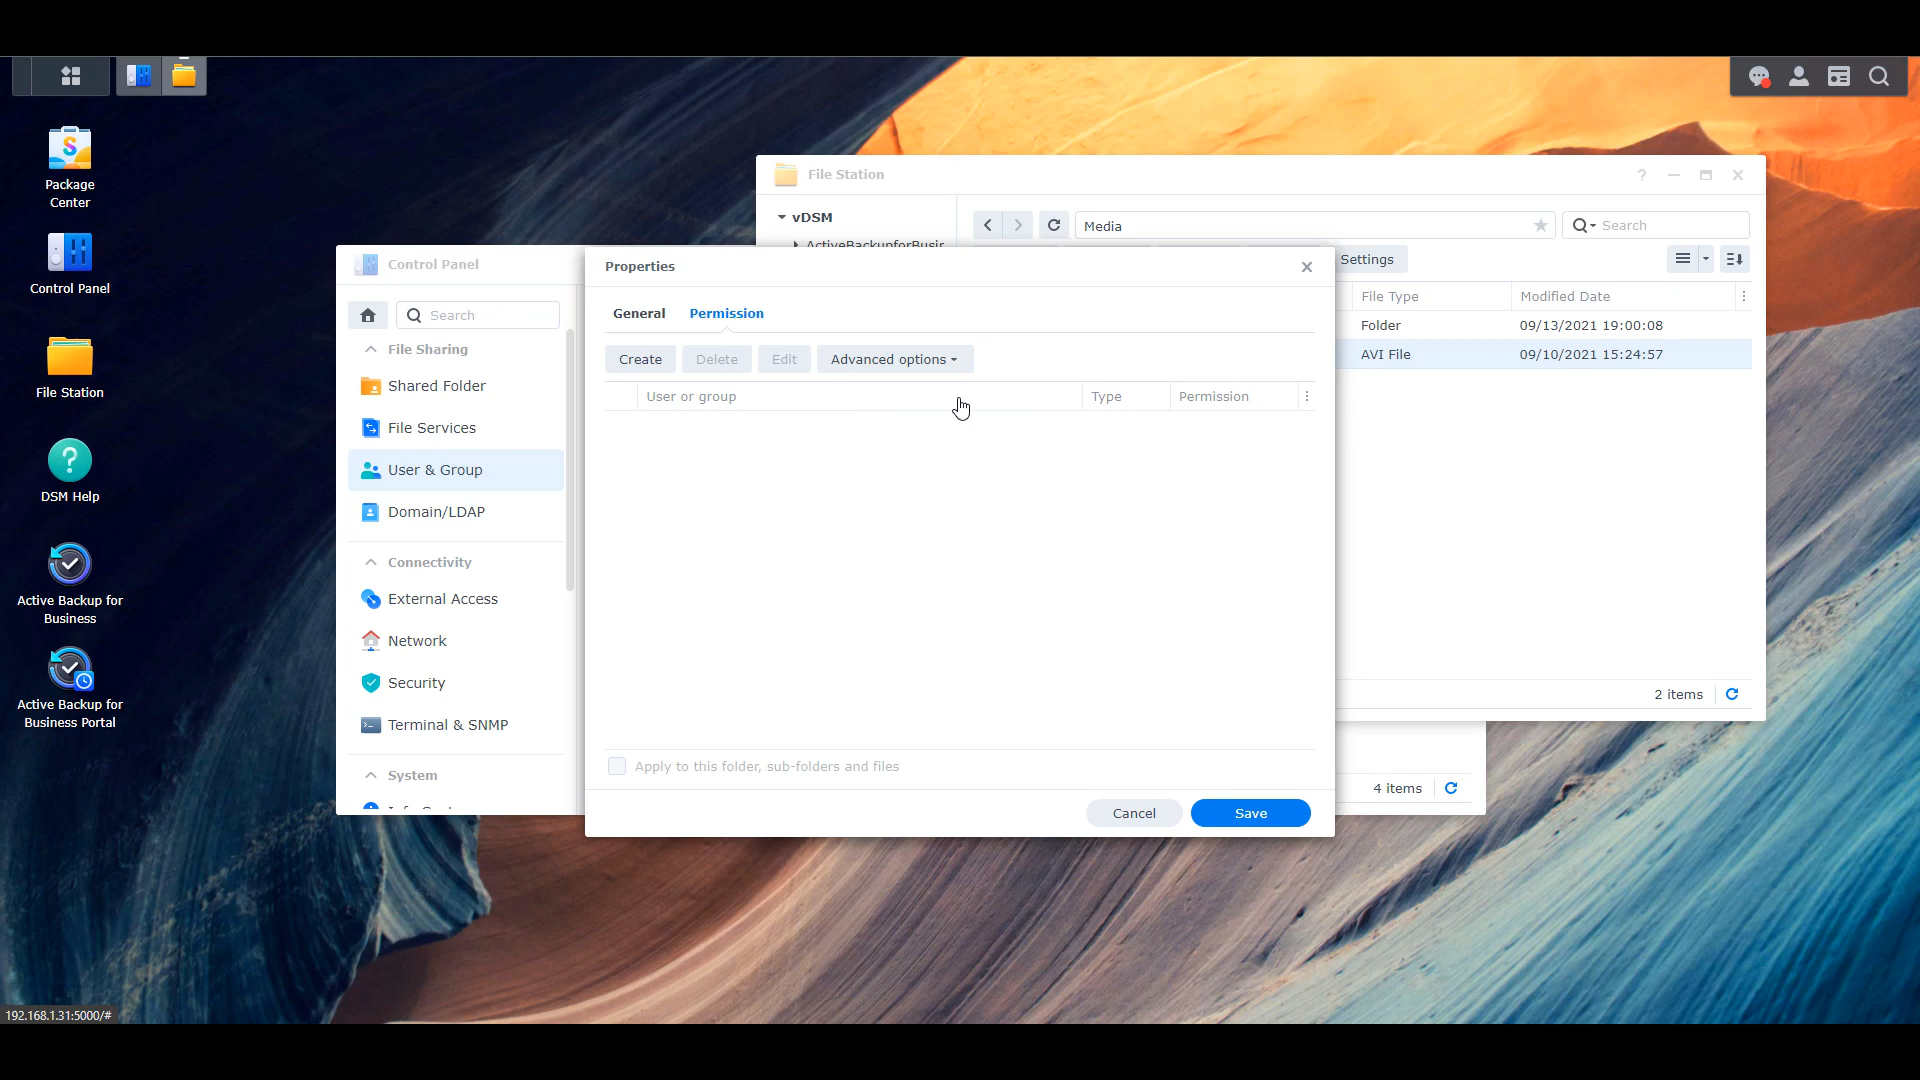 Package
Center
Control Panel
File Station
DSM Help
Active Backup for
Business
Active Backup for
Business Portal
192.168.1.31:5000/#
Control Panel
Search
File Sharing
Shared Folder
File Services
User & Group
Domain/LDAP
Connectivity
External Access
Network
Security
Terminal & SNMP
System
File Station
vDSM
Media
Search
Settings
File Type
Modified Date
Folder
09/13/2021 19:00:08
AVI File
09/10/2021 15:24:57
2 items
4 items
Properties
General
Permission
Create
Delete
Edit
Advanced options
User or group
Type
Permission
Apply to this folder, sub-folders and files
Cancel
Save